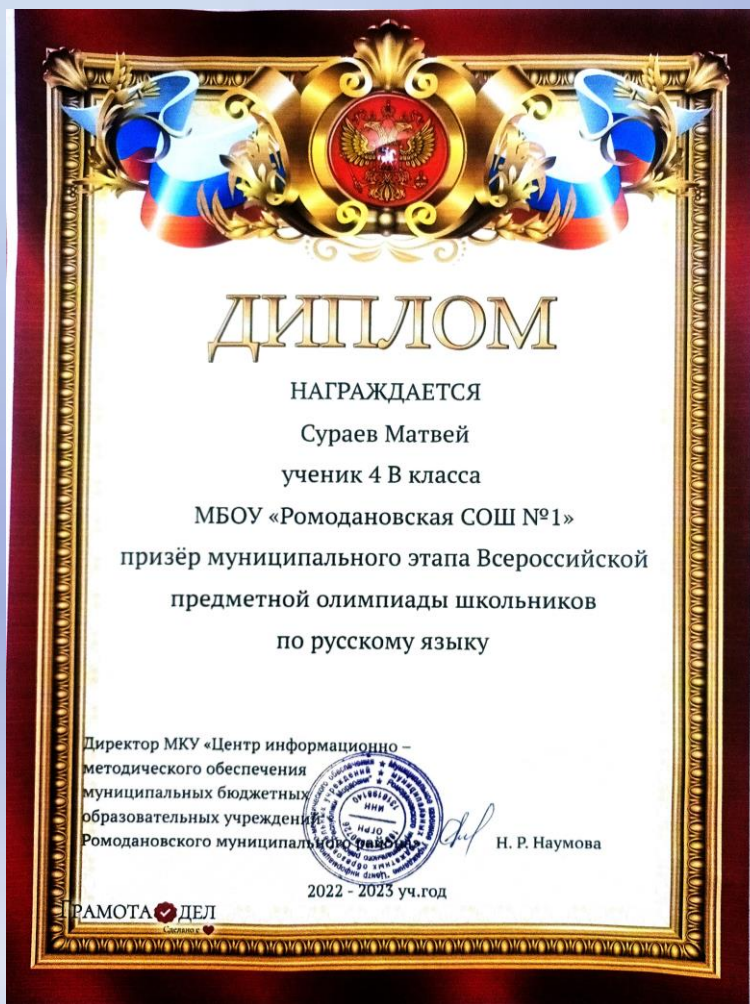 ДИПЛОМ
НАГРАЖДАЕТСЯ
Сураев Матвей
ученик 4 В класса
МБОУ «Ромодановская СОШ №1»
призёр муниципального этапа Всероссийской
предметной олимпиады школьников
по русскому языку
Директор МКУ «Центр информационно –
методического обеспечения
муниципальных бюджетных
образовательных учреждений
Ромодановского муниципального района»
Н. Р. Наумова
2022 - 2023 уч.год
ГРАМОТА ДЕЛ
Сделано с